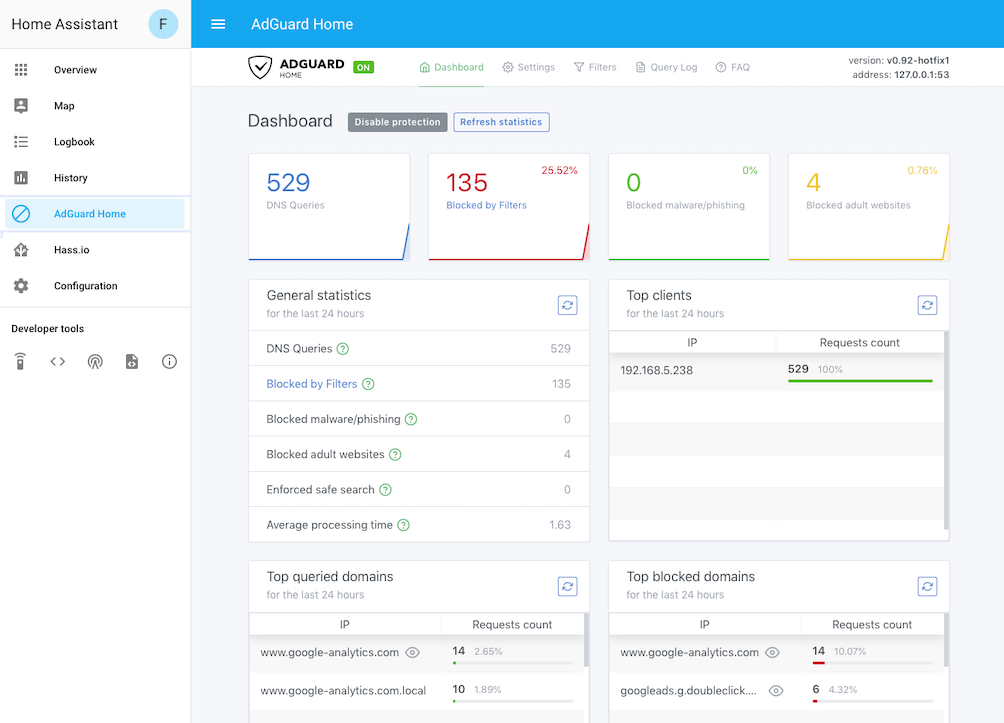 Home Assistant
F
Overview
Map
Logbook
History
AdGuard Home
Hass.io
Configuration
Developer tools
AdGuard Home
ADGUARD
HOME
ON
Dashboard
Settings
Filters
Query Log
FAQ
version: v0.92-hotfix1
address: 127.0.0.1:53
Dashboard
Disable protection
Refresh statistics
529
DNS Queries
25.52%
135
Blocked by Filters
0%
0
Blocked malware/phishing
0.76%
4
Blocked adult websites
General statistics
for the last 24 hours
DNS Queries 529
Blocked by Filters 135
Blocked malware/phishing 0
Blocked adult websites 4
Enforced safe search 0
Average processing time 1.63
Top clients
for the last 24 hours
IP Requests count
192.168.5.238 529 100%
Top queried domains
for the last 24 hours
IP Requests count
www.google-analytics.com 14 2.65%
www.google-analytics.com.local 10 1.89%
Top blocked domains
for the last 24 hours
IP Requests count
www.google-analytics.com 14 10.07%
googleads.g.doubleclick.... 6 4.32%